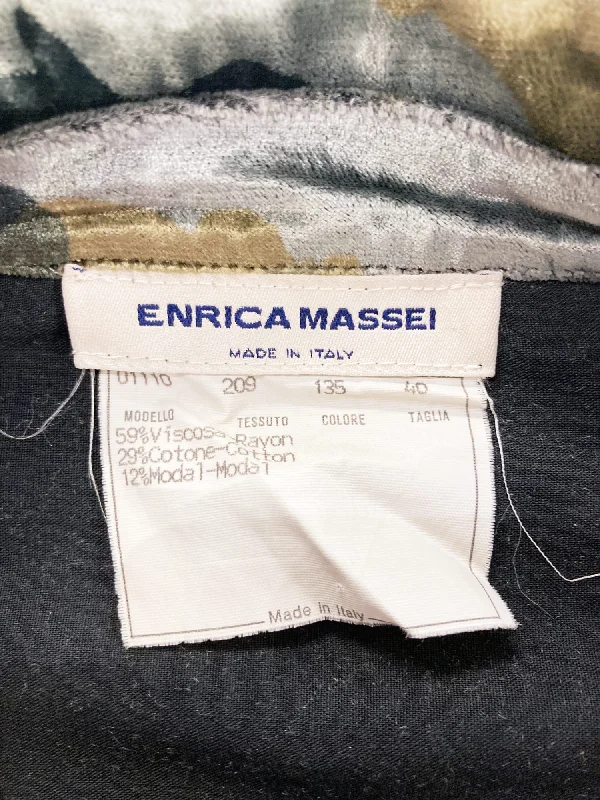 ENRICA MASSEI
MADE IN ITALY
01110 209 135 40
MODELLO TESSUTO COLORE TAGLIA
59%Viscosa-Rayon
29%Cotone-Cotton
12%Modal-Modal
Made in Italy